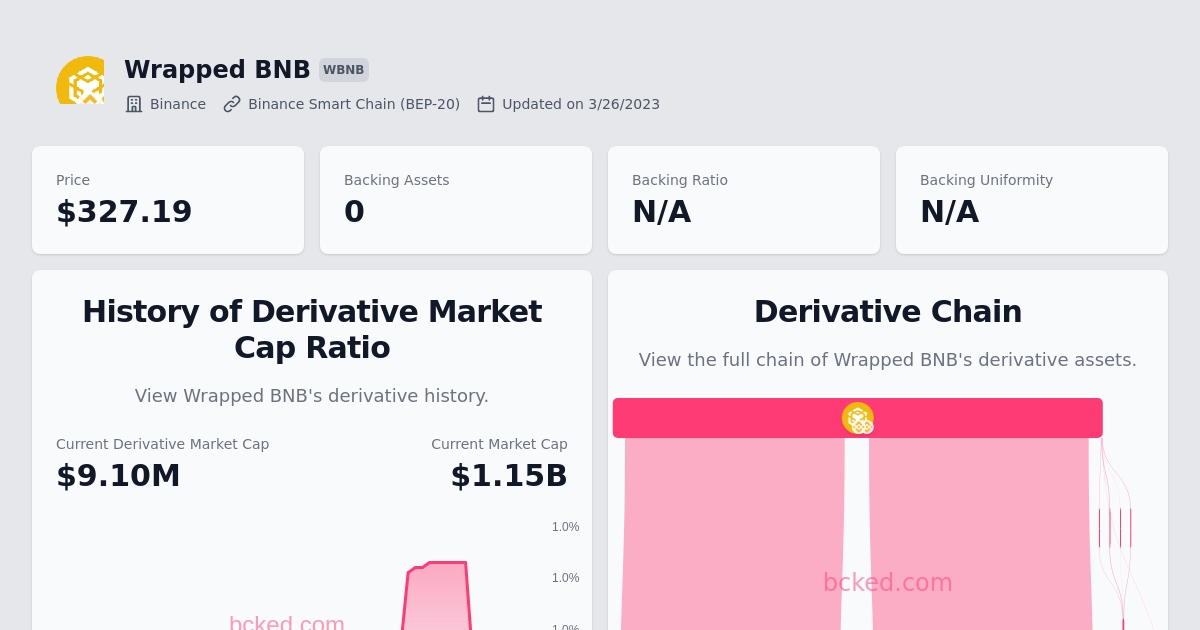 Wrapped BNB WBNB
Binance Binance Smart Chain (BEP-20) Updated on 3/26/2023
Price
$327.19
Backing Assets
0
Backing Ratio
N/A
Backing Uniformity
N/A
History of Derivative Market
Cap Ratio
View Wrapped BNB's derivative history.
Current Derivative Market Cap
$9.10M
Current Market Cap
$1.15B
1.0%
1.0%
1.0%
bcked.com
Derivative Chain
View the full chain of Wrapped BNB's derivative assets.
bcked.com